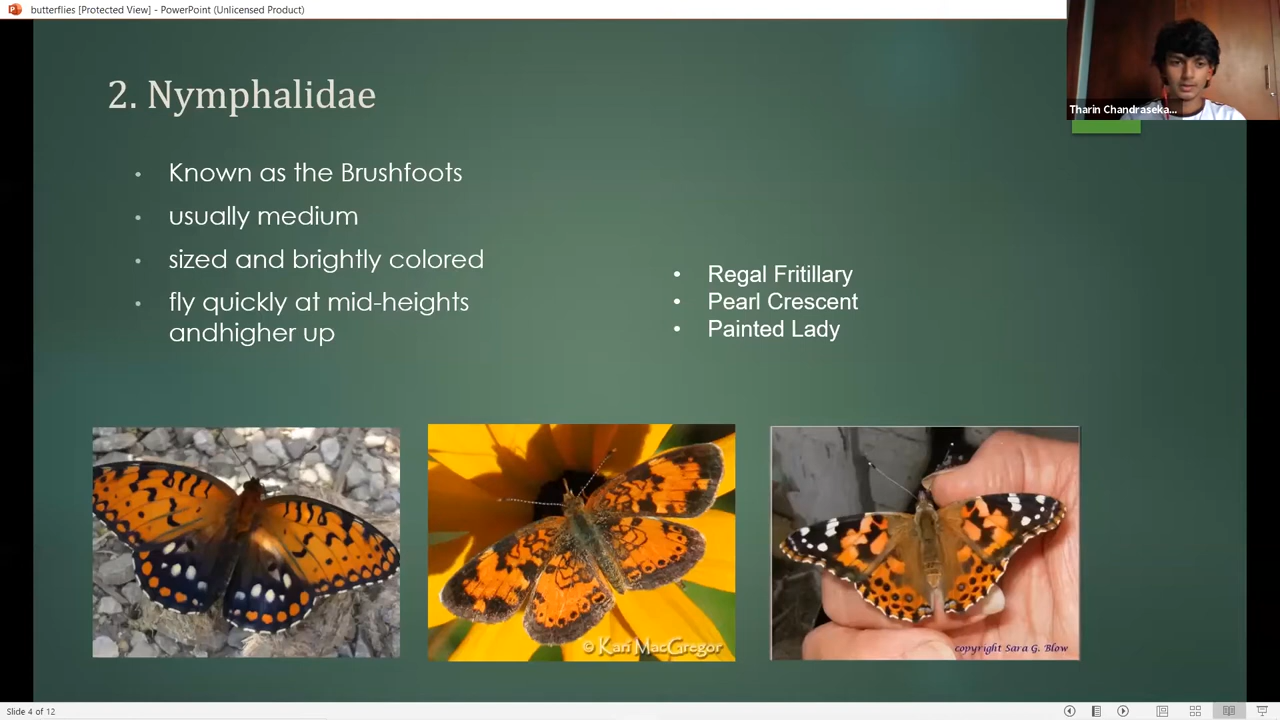 butterflies [Protected View] - PowerPoint (Unlicensed Product)
Tharin Chandraseka...
2. Nymphalidae
• Known as the Brushfoots
• usually medium
• sized and brightly colored
• fly quickly at mid-heights
andhigher up
• Regal Fritillary
• Pearl Crescent
• Painted Lady
© Kari MacGregor
copyright Sara G. Blow
Slide 4 of 12